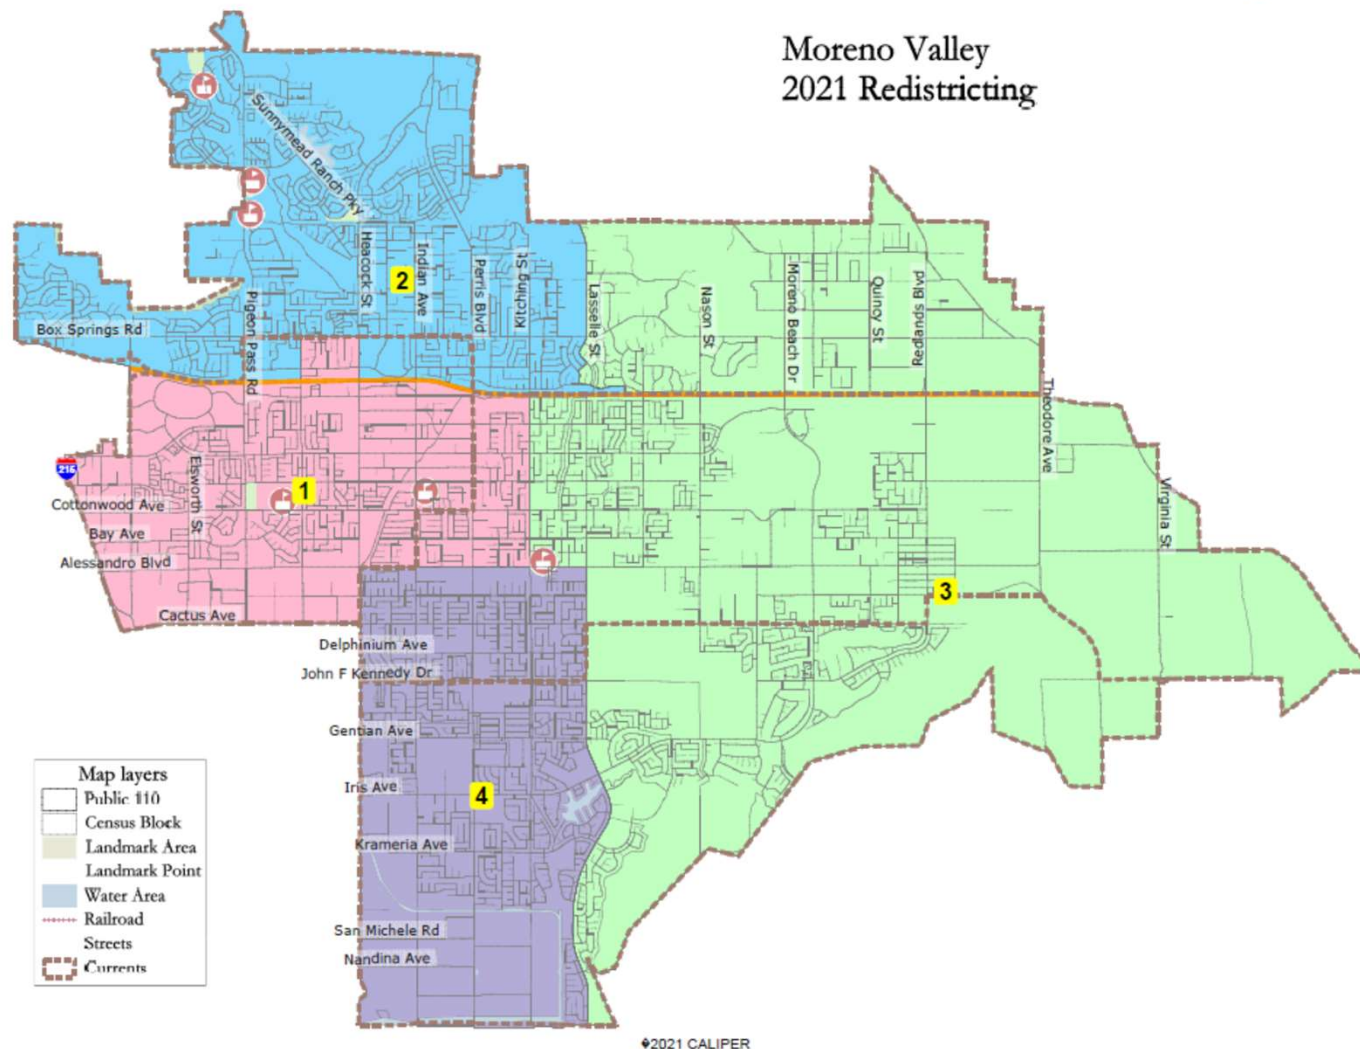 Moreno Valley
2021 Redistricting
Sunnymead Ranch Pky
Heacock St
Indian Ave
Perris Blvd
Kitching St
Lasselle St
Nason St
Moreno Beach Dr
Quincy St
Redlands Blvd
2
Box Springs Rd
Pigeon Pass Rd
Theodore Ave
215
Elsworth St
1
Virginia St
Cottonwood Ave
Bay Ave
Alessandro Blvd
3
Cactus Ave
Delphinium Ave
John F Kennedy Dr
Gentian Ave
Iris Ave
4
Krameria Ave
San Michele Rd
Nandina Ave
Map layers
Public 110
Census Block
Landmark Area
Landmark Point
Water Area
Railroad
Streets
Currents
�2021 CALIPER